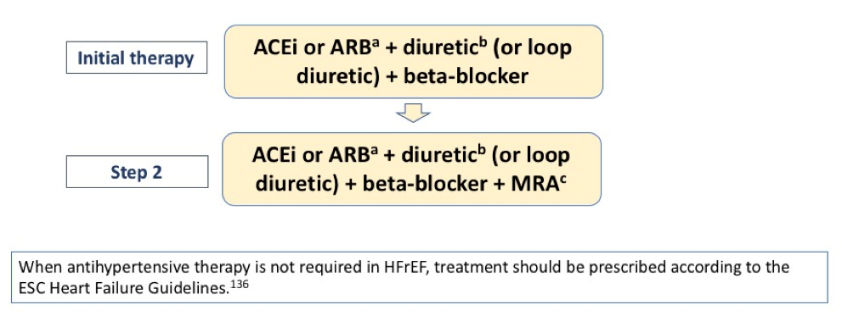 Initial therapy
ACEi or ARBᵃ + diureticᵇ (or loop
diuretic) + beta-blocker
Step 2
ACEi or ARBᵃ + diureticᵇ (or loop
diuretic) + beta-blocker + MRAᶜ
When antihypertensive therapy is not required in HFrEF, treatment should be prescribed according to the
ESC Heart Failure Guidelines.¹³⁶